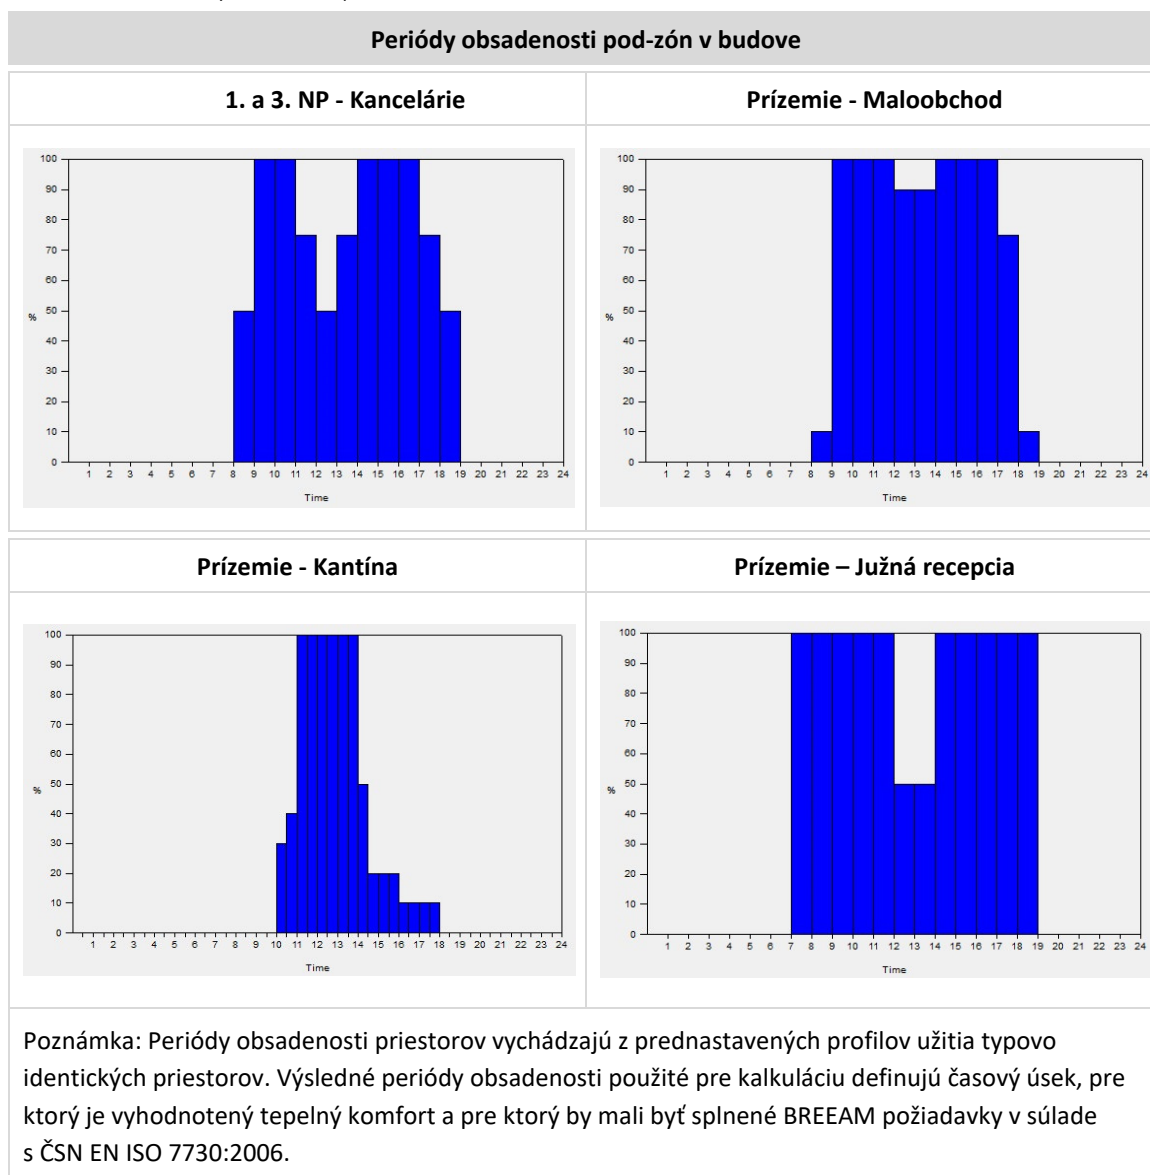 Periódy obsadenosti pod-zón v budove
1. a 3. NP - Kancelárie
Prízemie - Maloobchod
100
90
80
70
60
50
%
40
30
20
10
0
1 2 3 4 5 6 7 8 9 10 11 12 13 14 15 16 17 18 19 20 21 22 23 24
Time
100
90
80
70
60
50
%
40
30
20
10
0
1 2 3 4 5 6 7 8 9 10 11 12 13 14 15 16 17 18 19 20 21 22 23 24
Time
Prízemie - Kantína
Prízemie – Južná recepcia
100
90
80
70
60
50
%
40
30
20
10
0
1 2 3 4 5 6 7 8 9 10 11 12 13 14 15 16 17 18 19 20 21 22 23 24
Time
100
90
80
70
60
50
%
40
30
20
10
0
1 2 3 4 5 6 7 8 9 10 11 12 13 14 15 16 17 18 19 20 21 22 23 24
Time
Poznámka: Periódy obsadenosti priestorov vychádzajú z prednastavených profilov užitia typovo
identických priestorov. Výsledné periódy obsadenosti použité pre kalkuláciu definujú časový úsek, pre
ktorý je vyhodnotený tepelný komfort a pre ktorý by mali byť splnené BREEAM požiadavky v súlade
s ČSN EN ISO 7730:2006.